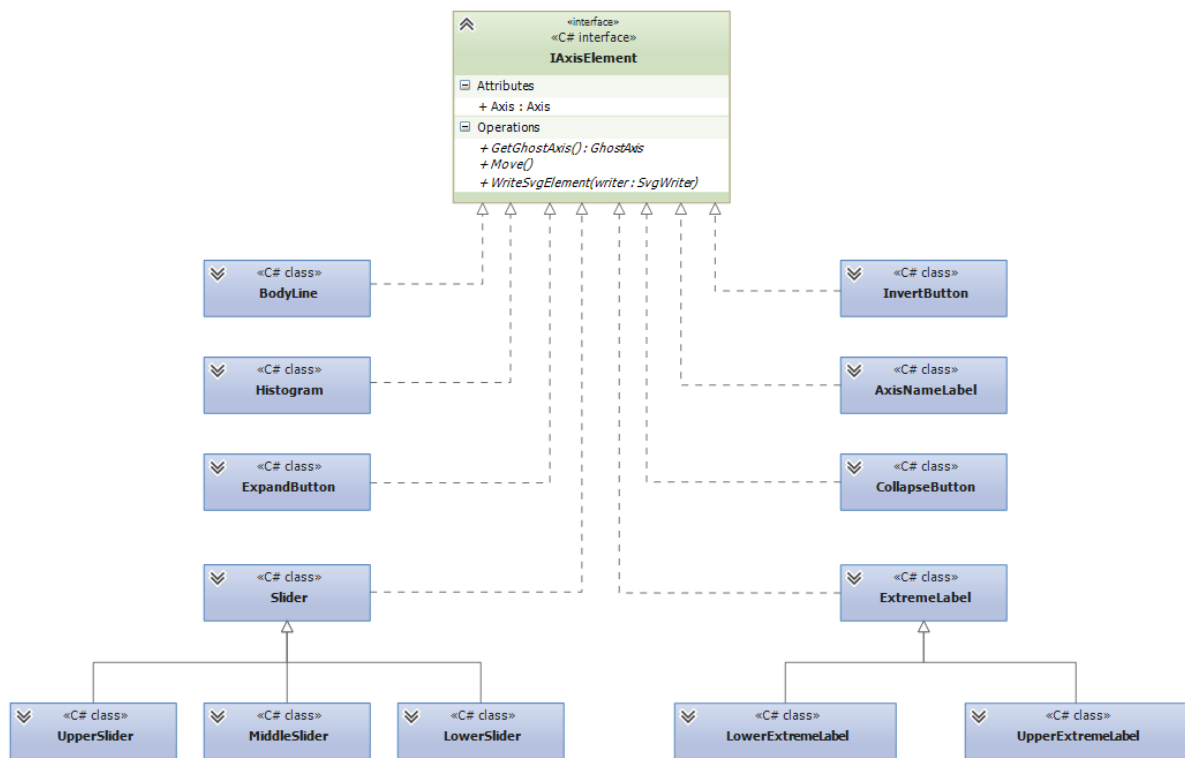 «interface»
«C# interface»
IAxisElement
Attributes
+ Axis : Axis
Operations
+ GetGhostAxis() : GhostAxis
+ Move()
+ WriteSvgElement(writer : SvgWriter)
«C# class»
BodyLine
«C# class»
InvertButton
«C# class»
Histogram
«C# class»
AxisNameLabel
«C# class»
ExpandButton
«C# class»
CollapseButton
«C# class»
Slider
«C# class»
ExtremeLabel
«C# class»
UpperSlider
«C# class»
MiddleSlider
«C# class»
LowerSlider
«C# class»
LowerExtremeLabel
«C# class»
UpperExtremeLabel